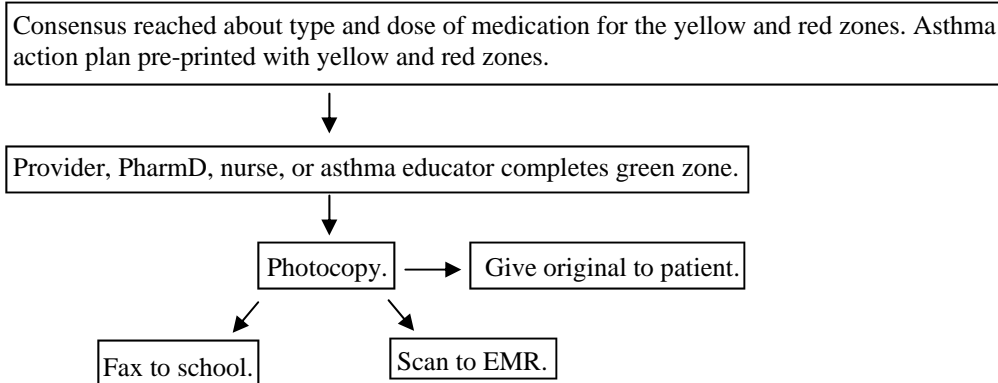 Consensus reached about type and dose of medication for the yellow and red zones. Asthma
action plan pre-printed with yellow and red zones.
Provider, PharmD, nurse, or asthma educator completes green zone.
Photocopy.
Give original to patient.
Fax to school.
Scan to EMR.